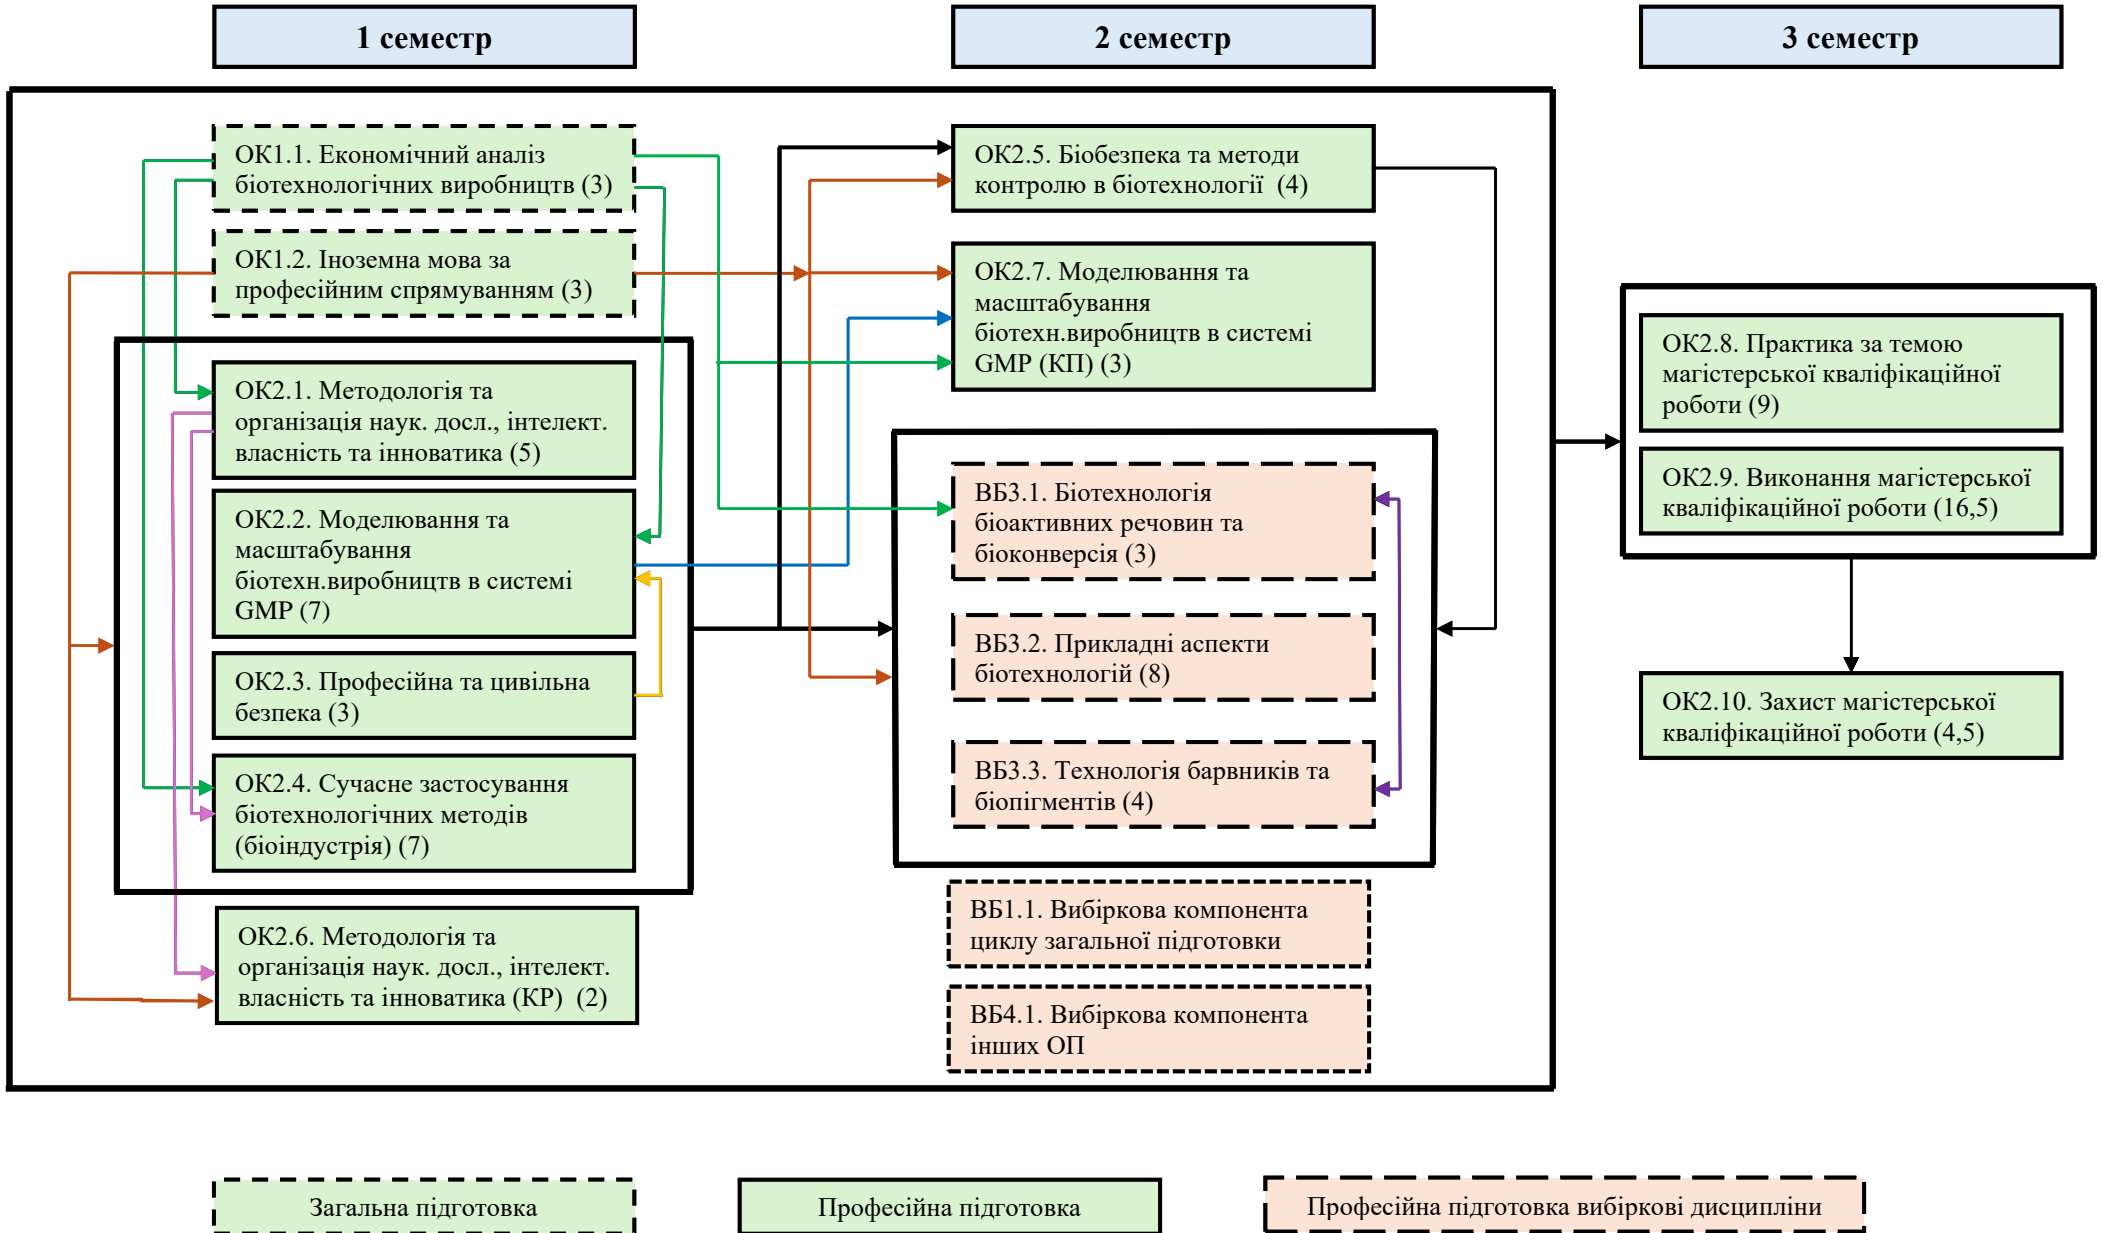 1 семестр
2 семестр
3 семестр
ОК1.1. Економічний аналіз
біотехнологічних виробництв (3)
ОК1.2. Іноземна мова за
професійним спрямуванням (3)
ОК2.1. Методологія та
організація наук. досл., інтелект.
власність та інноватика (5)
ОК2.2. Моделювання та
масштабування
біотехн.виробництв в системі
GMP (7)
ОК2.3. Професійна та цивільна
безпека (3)
ОК2.4. Сучасне застосування
біотехнологічних методів
(біоіндустрія) (7)
ОК2.6. Методологія та
організація наук. досл., інтелект.
власність та інноватика (КР)  (2)
ОК2.5. Біобезпека та методи
контролю в біотехнології  (4)
ОК2.7. Моделювання та
масштабування
біотехн.виробництв в системі
GMP (КП) (3)
ВБ3.1. Біотехнологія
біоактивних речовин та
біоконверсія (3)
ВБ3.2. Прикладні аспекти
біотехнологій (8)
ВБ3.3. Технологія барвників та
біопігментів (4)
ВБ1.1. Вибіркова компонента
циклу загальної підготовки
ВБ4.1. Вибіркова компонента
інших ОП
ОК2.8. Практика за темою
магістерської кваліфікаційної
роботи (9)
ОК2.9. Виконання магістерської
кваліфікаційної роботи (16,5)
ОК2.10. Захист магістерської
кваліфікаційної роботи (4,5)
Загальна підготовка
Професійна підготовка
Професійна підготовка вибіркові дисципліни